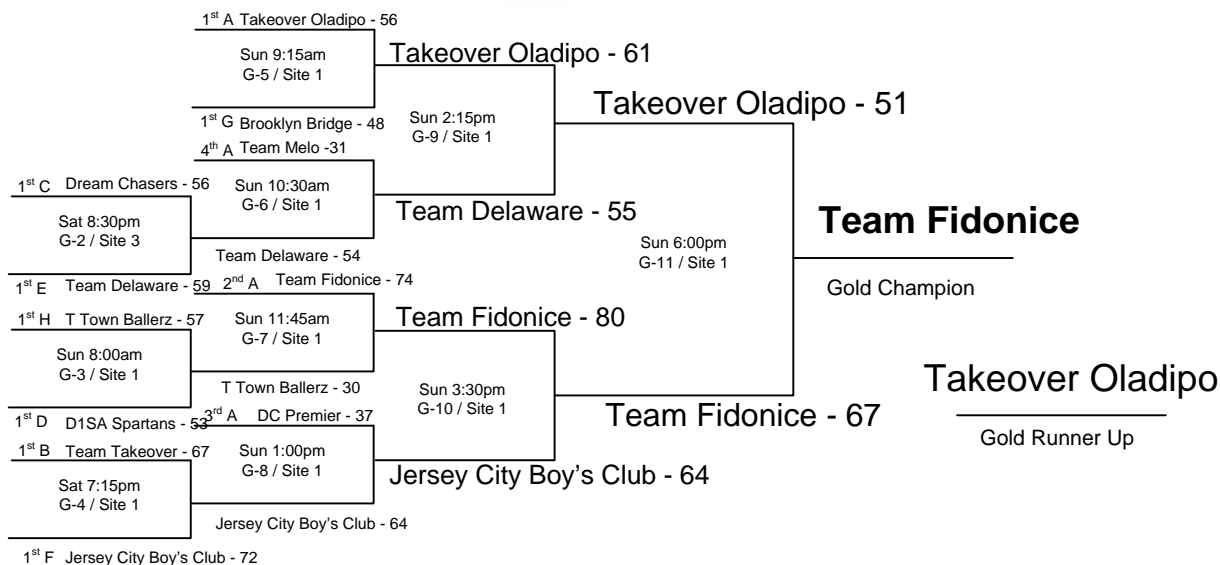 1st A Takeover Oladipo - 56
Sun 9:15am
G-5 / Site 1
1st G Brooklyn Bridge - 48
4th A Team Melo -31
Sun 10:30am
G-6 / Site 1
Team Delaware - 54
1st C Dream Chasers - 56
Sat 8:30pm
G-2 / Site 3
1st E Team Delaware - 59
2nd A Team Fidonice - 74
1st H T Town Ballerz - 57
Sun 8:00am
G-3 / Site 1
1st D D1SA Spartans - 53
Sun 11:45am
G-7 / Site 1
T Town Ballerz - 30
3rd A DC Premier - 37
1st B Team Takeover - 67
Sat 7:15pm
G-4 / Site 1
1st F Jersey City Boy's Club - 72
Sun 1:00pm
G-8 / Site 1
Jersey City Boy's Club - 64
Takeover Oladipo - 61
Sun 2:15pm
G-9 / Site 1
Team Delaware - 55
Team Fidonice - 80
Sun 3:30pm
G-10 / Site 1
Jersey City Boy's Club - 64
Takeover Oladipo - 51
Sun 6:00pm
G-11 / Site 1
Team Fidonice - 67
Team Fidonice
Gold Champion
Takeover Oladipo
Gold Runner Up